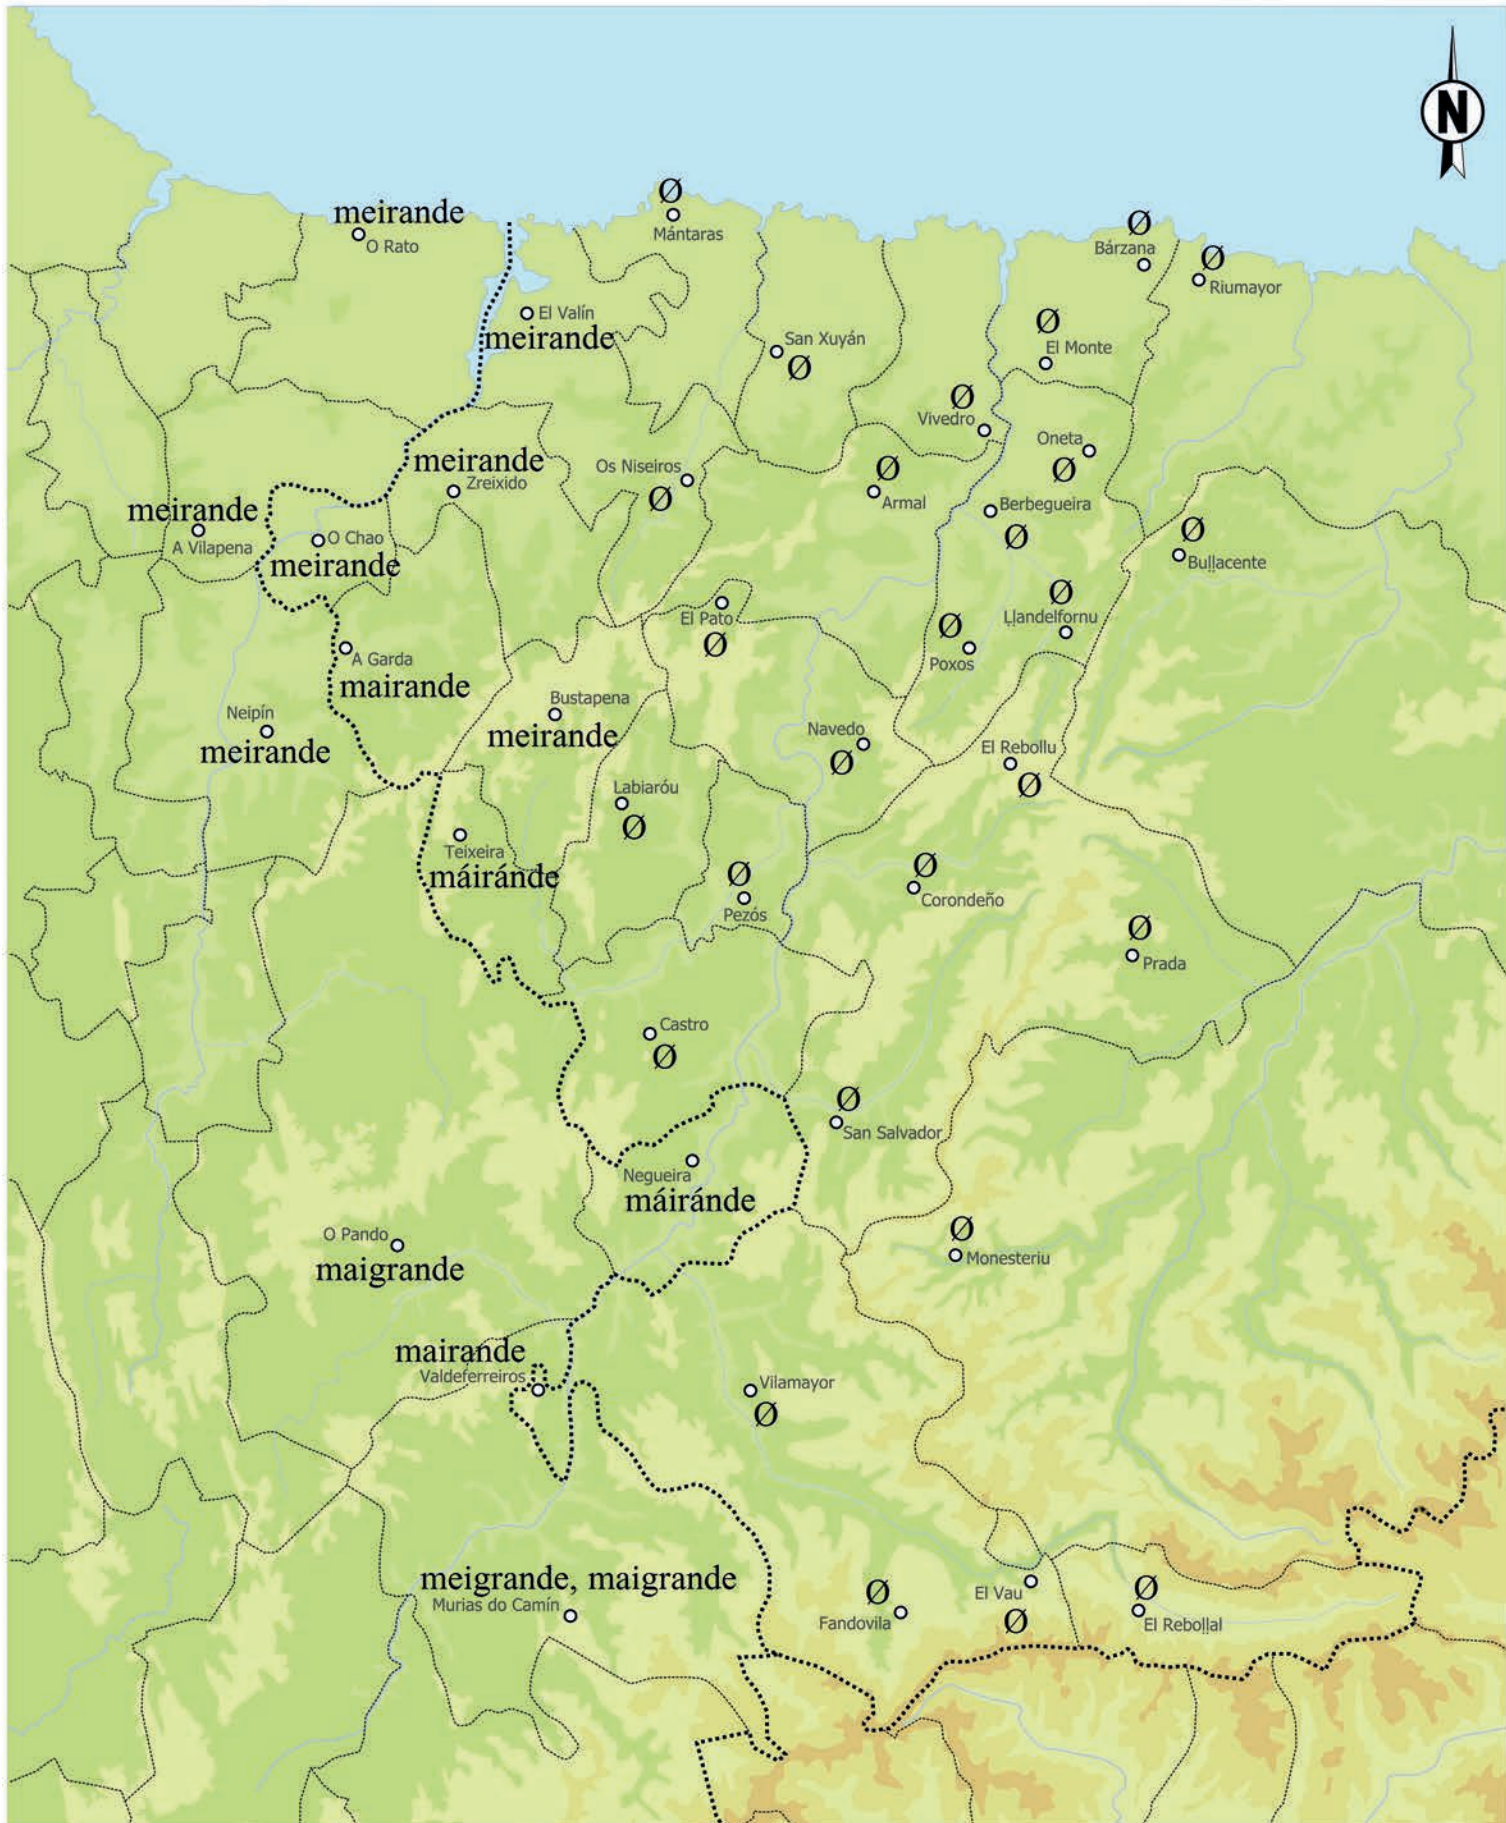 N
Ø
Mántaras
meirande
O Rato
Ø
Bárzana
Ø
Riumayor
El Valín
meirande
Ø
El Monte
San Xuyán
Ø
Ø
Vivedro
Oneta
Ø
meirande
Zreixido
Os Niseiros
Ø
Ø
Armal
Berbegueira
Ø
meirande
A Vilapena
O Chao
meirande
Ø
Buḷḷacente
Ø
Ḷḷandelfornu
El Pato
Ø
Ø
Poxos
A Garda
mairande
Bustapena
meirande
Neipín
meirande
Navedo
Ø
El Rebollu
Ø
Labiaróu
Ø
Teixeira
máiránde
Ø
Pezós
Ø
Corondeño
Ø
Prada
Castro
Ø
Ø
San Salvador
Negueira
máiránde
O Pando
maigrande
Ø
Monesteriu
mairande
Valdeferreiros
Vilamayor
Ø
meigrande, maigrande
Murias do Camín
Ø
Fandovila
El Vau
Ø
Ø
El Reboḷḷal